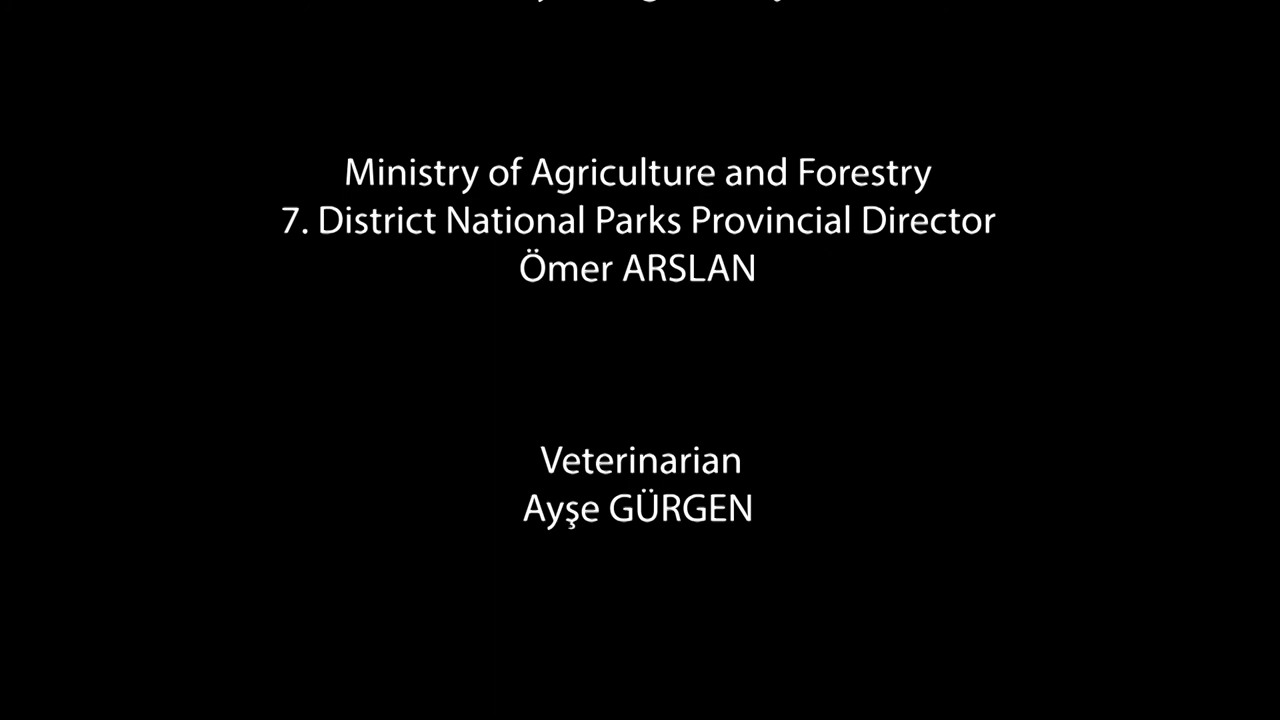 Ministry of Agriculture and Forestry
7. District National Parks Provincial Director
Ömer ARSLAN
Veterinarian
Ayşe GÜRGEN